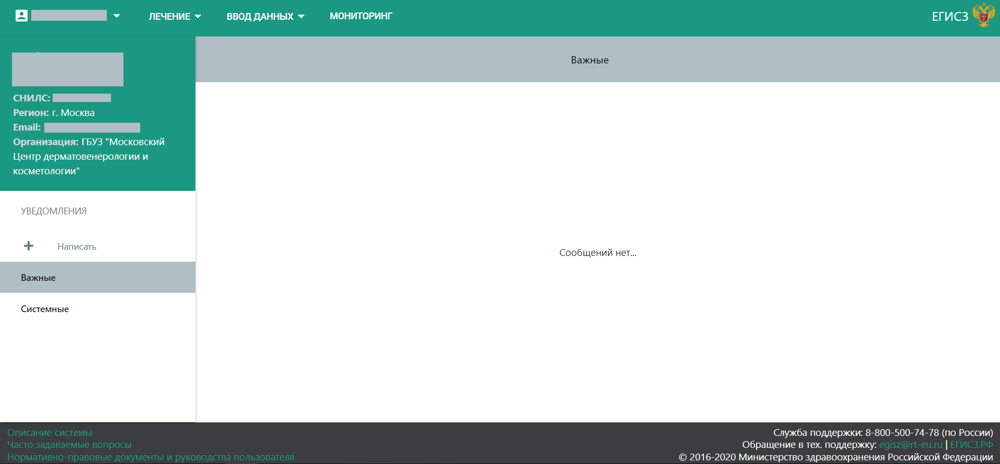 ЛЕЧЕНИЕ
ВВОД ДАННЫХ
МОНИТОРИНГ
ЕГИСЗ
СНИЛС:
Регион: г. Москва
Email:
Организация: ГБУЗ "Московский
Центр дерматовенерологии и
косметологии"
УВЕДОМЛЕНИЯ
Написать
Важные
Системные
Важные
Сообщений нет...
Описание системы
Часто задаваемые вопросы
Нормативно-правовые документы и руководства пользователя
Служба поддержки: 8-800-500-74-78 (по России)
Обращение в тех. поддержку: egisz@rt-eu.ru | ЕГИСЗ.РФ
© 2016-2020 Министерство здравоохранения Российской Федерации